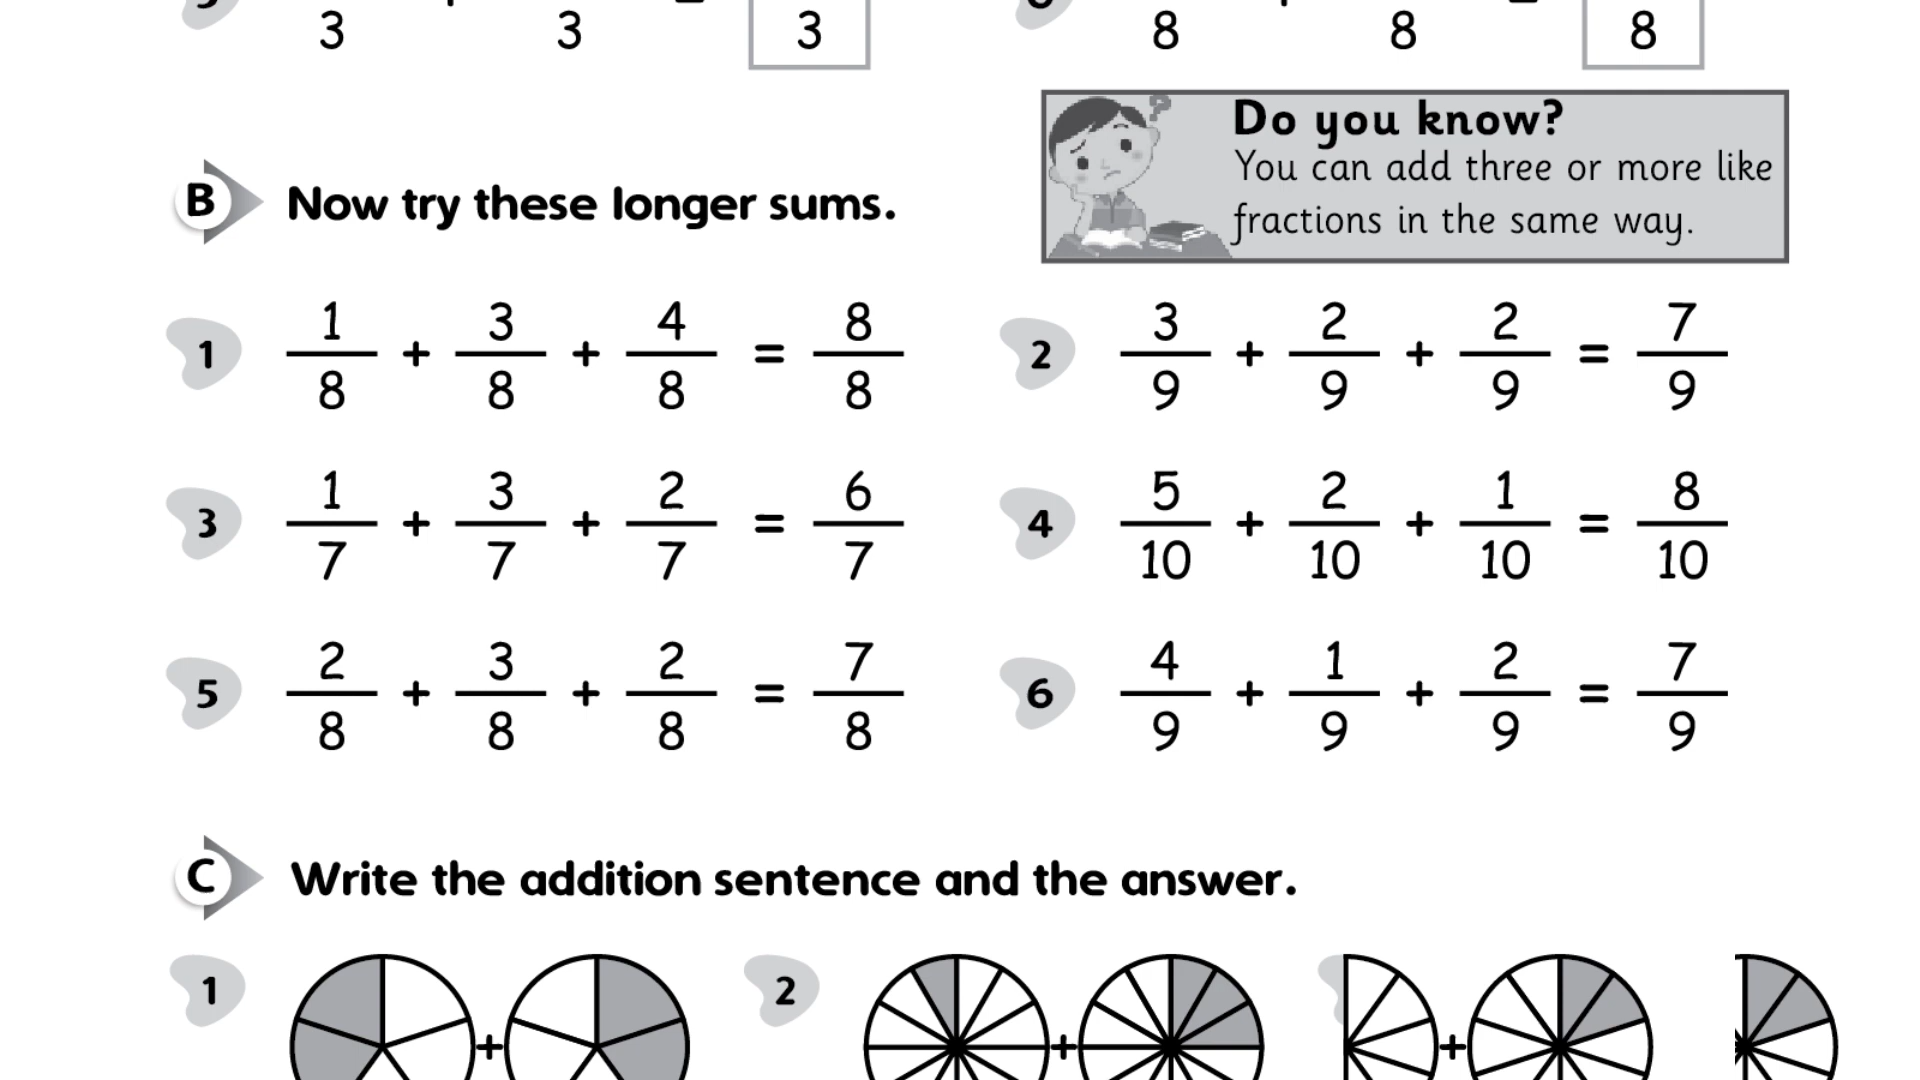 3 3 3
8 8 8
Do you know?
You can add three or more like
fractions in the same way.
B Now try these longer sums.
1 1/8 + 3/8 + 4/8 = 8/8
2 3/9 + 2/9 + 2/9 = 7/9
3 1/7 + 3/7 + 2/7 = 6/7
4 5/10 + 2/10 + 1/10 = 8/10
5 2/8 + 3/8 + 2/8 = 7/8
6 4/9 + 1/9 + 2/9 = 7/9
C Write the addition sentence and the answer.
1 +
2 +
+